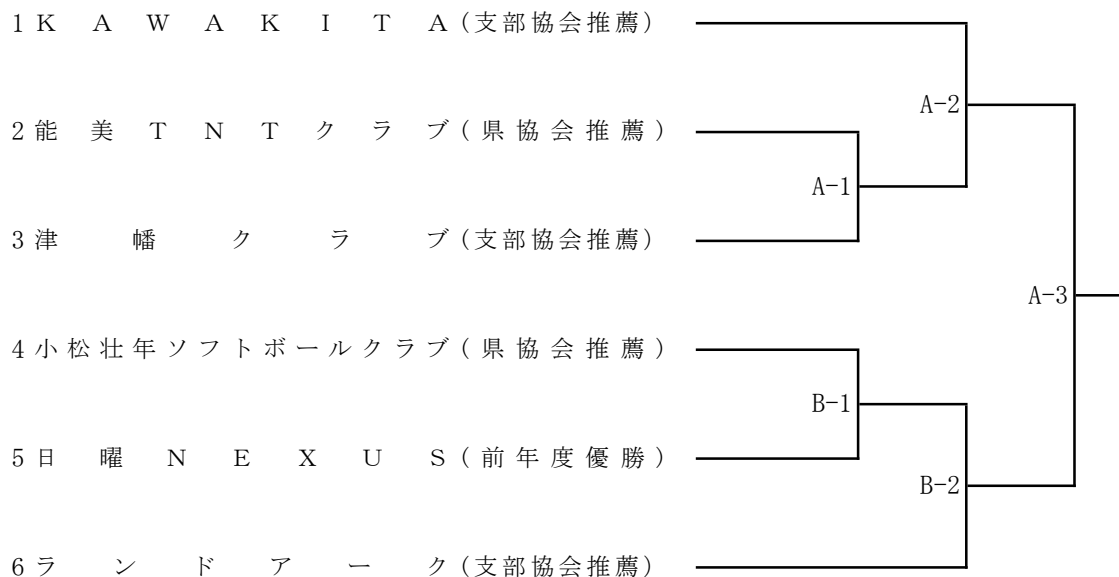 1 KAWAKITA(支部協会推薦)
A-2
2 能美TNTクラブ(県協会推薦)
A-1
3 津幡クラブ(支部協会推薦)
A-3
4 小松壮年ソフトボールクラブ(県協会推薦)
B-1
5 日曜NEXUS(前年度優勝)
B-2
6 ランドアーク(支部協会推薦)